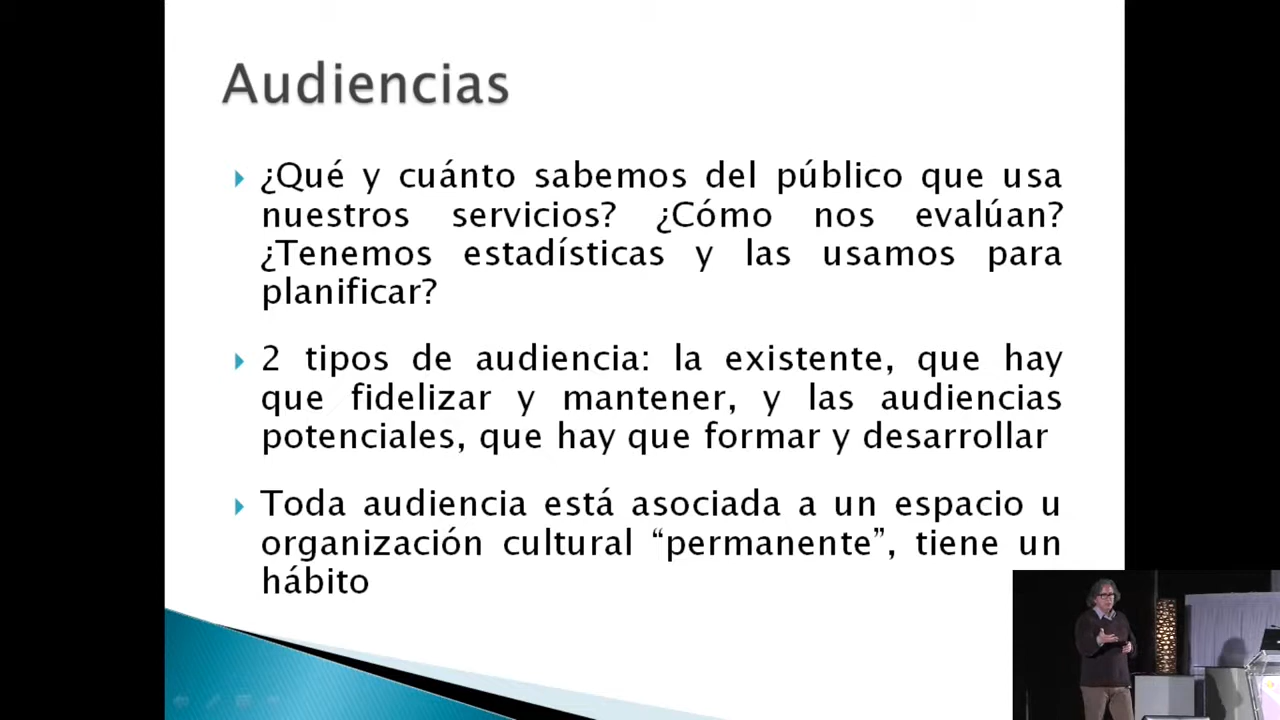 Audiencias
¿Qué y cuánto sabemos del público que usa
nuestros servicios? ¿Cómo nos evalúan?
¿Tenemos estadísticas y las usamos para
planificar?
2 tipos de audiencia: la existente, que hay
que fidelizar y mantener, y las audiencias
potenciales, que hay que formar y desarrollar
Toda audiencia está asociada a un espacio u
organización cultural “permanente”, tiene un
hábito